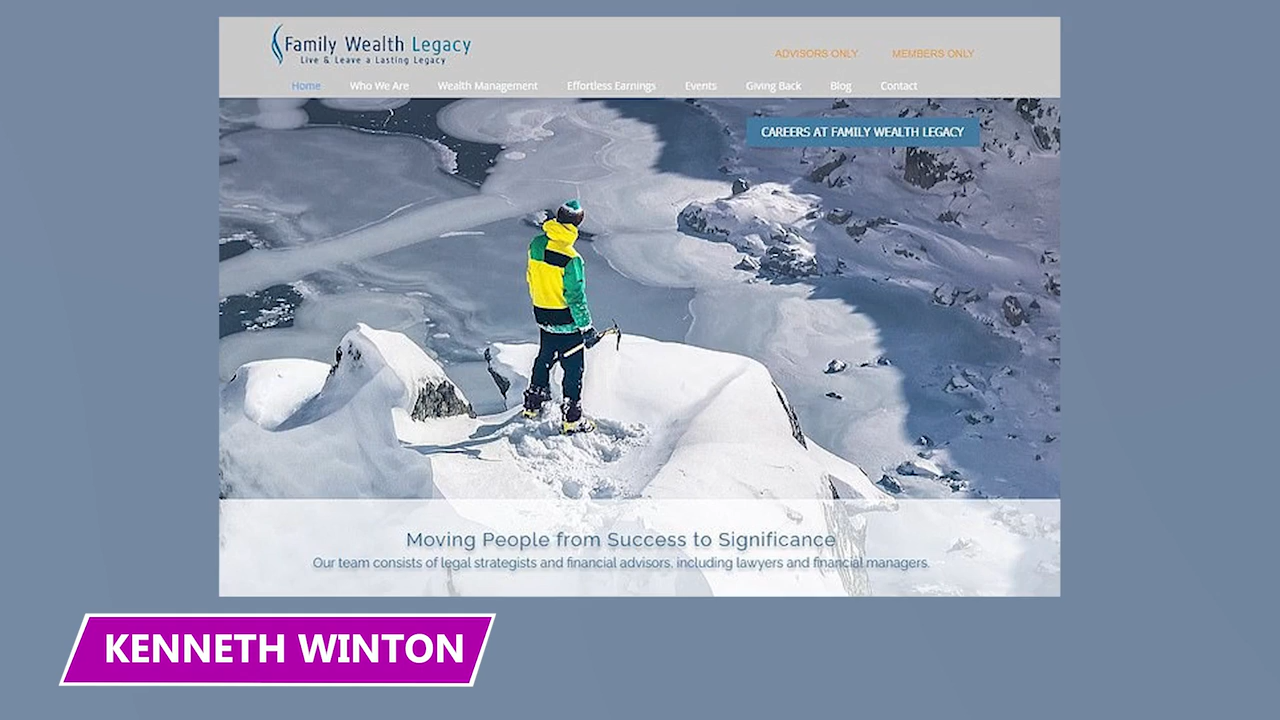 Family Wealth Legacy
Live & Leave a Lasting Legacy
ADVISORS ONLY MEMBERS ONLY
Home Who We Are Wealth Management Effortless Earnings Events Giving Back Blog Contact
CAREERS AT FAMILY WEALTH LEGACY
Moving People from Success to Significance
Our team consists of legal strategists and financial advisors, including lawyers and financial managers.
KENNETH WINTON